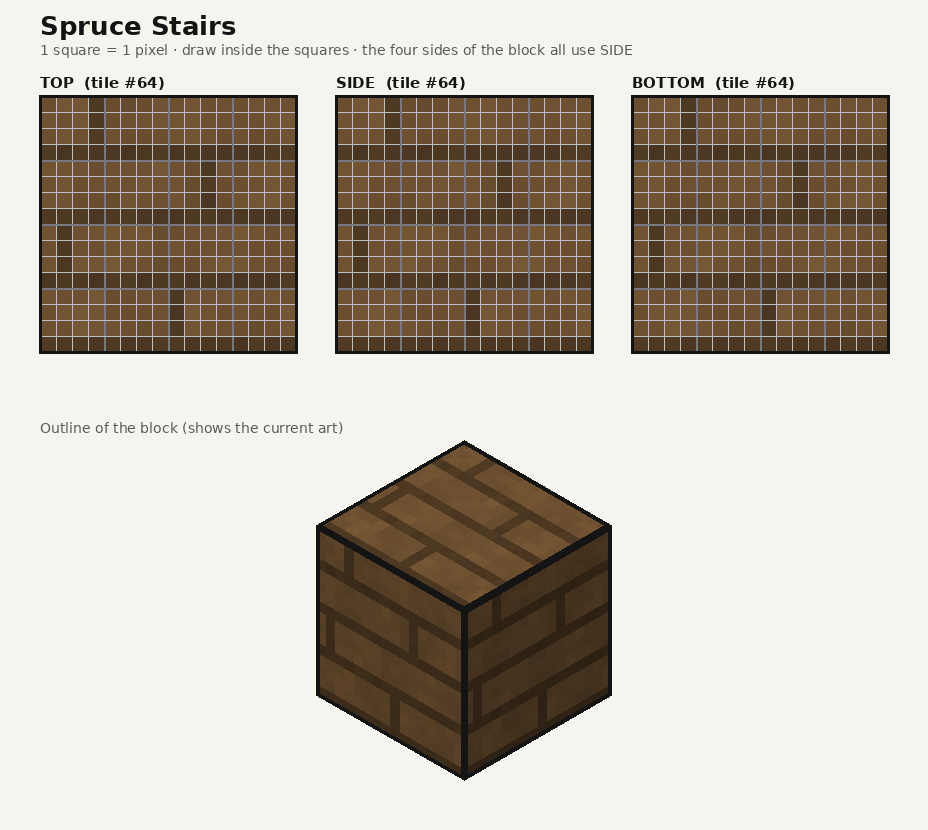 Spruce Stairs
1 square = 1 pixel · draw inside the squares · the four sides of the block all use SIDE
TOP (tile #64)
SIDE (tile #64)
BOTTOM (tile #64)
Outline of the block (shows the current art)